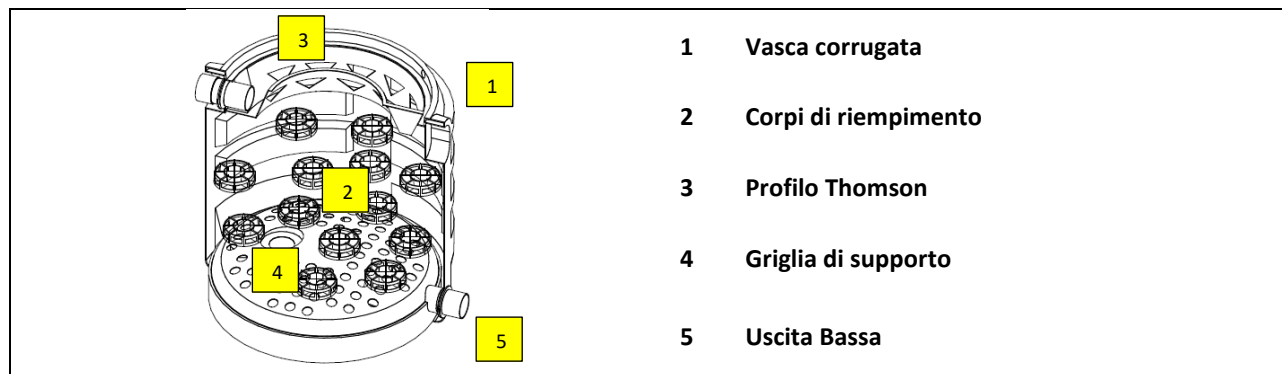 3
1
2
4
5
1 Vasca corrugata
2 Corpi di riempimento
3 Profilo Thomson
4 Griglia di supporto
5 Uscita Bassa